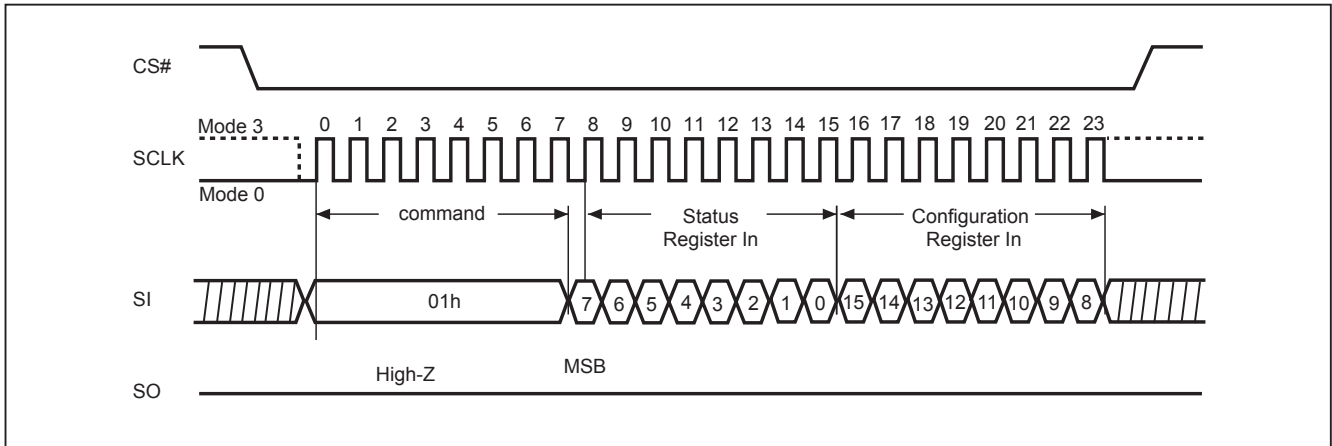 CS#
Mode 3
0 1 2 3 4 5 6 7 8 9 10 11 12 13 14 15 16 17 18 19 20 21 22 23
SCLK
Mode 0
command
Status
Register In
Configuration
Register In
SI
01h
7 6 5 4 3 2 1 0 15 14 13 12 11 10 9 8
High-Z
MSB
SO